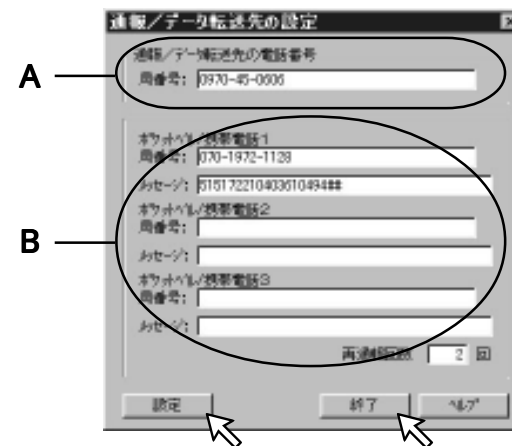 通報/データ転送先の設定
通報/データ転送先の電話番号
A
局番号: 0970-45-0606
ポケットベル/携帯電話1
局番号: 070-1972-1128
メッセージ: 515172210403610494##
ポケットベル/携帯電話2
局番号:
B
メッセージ:
ポケットベル/携帯電話3
局番号:
メッセージ:
再通報回数 2 回
設定 終了 ヘルプ